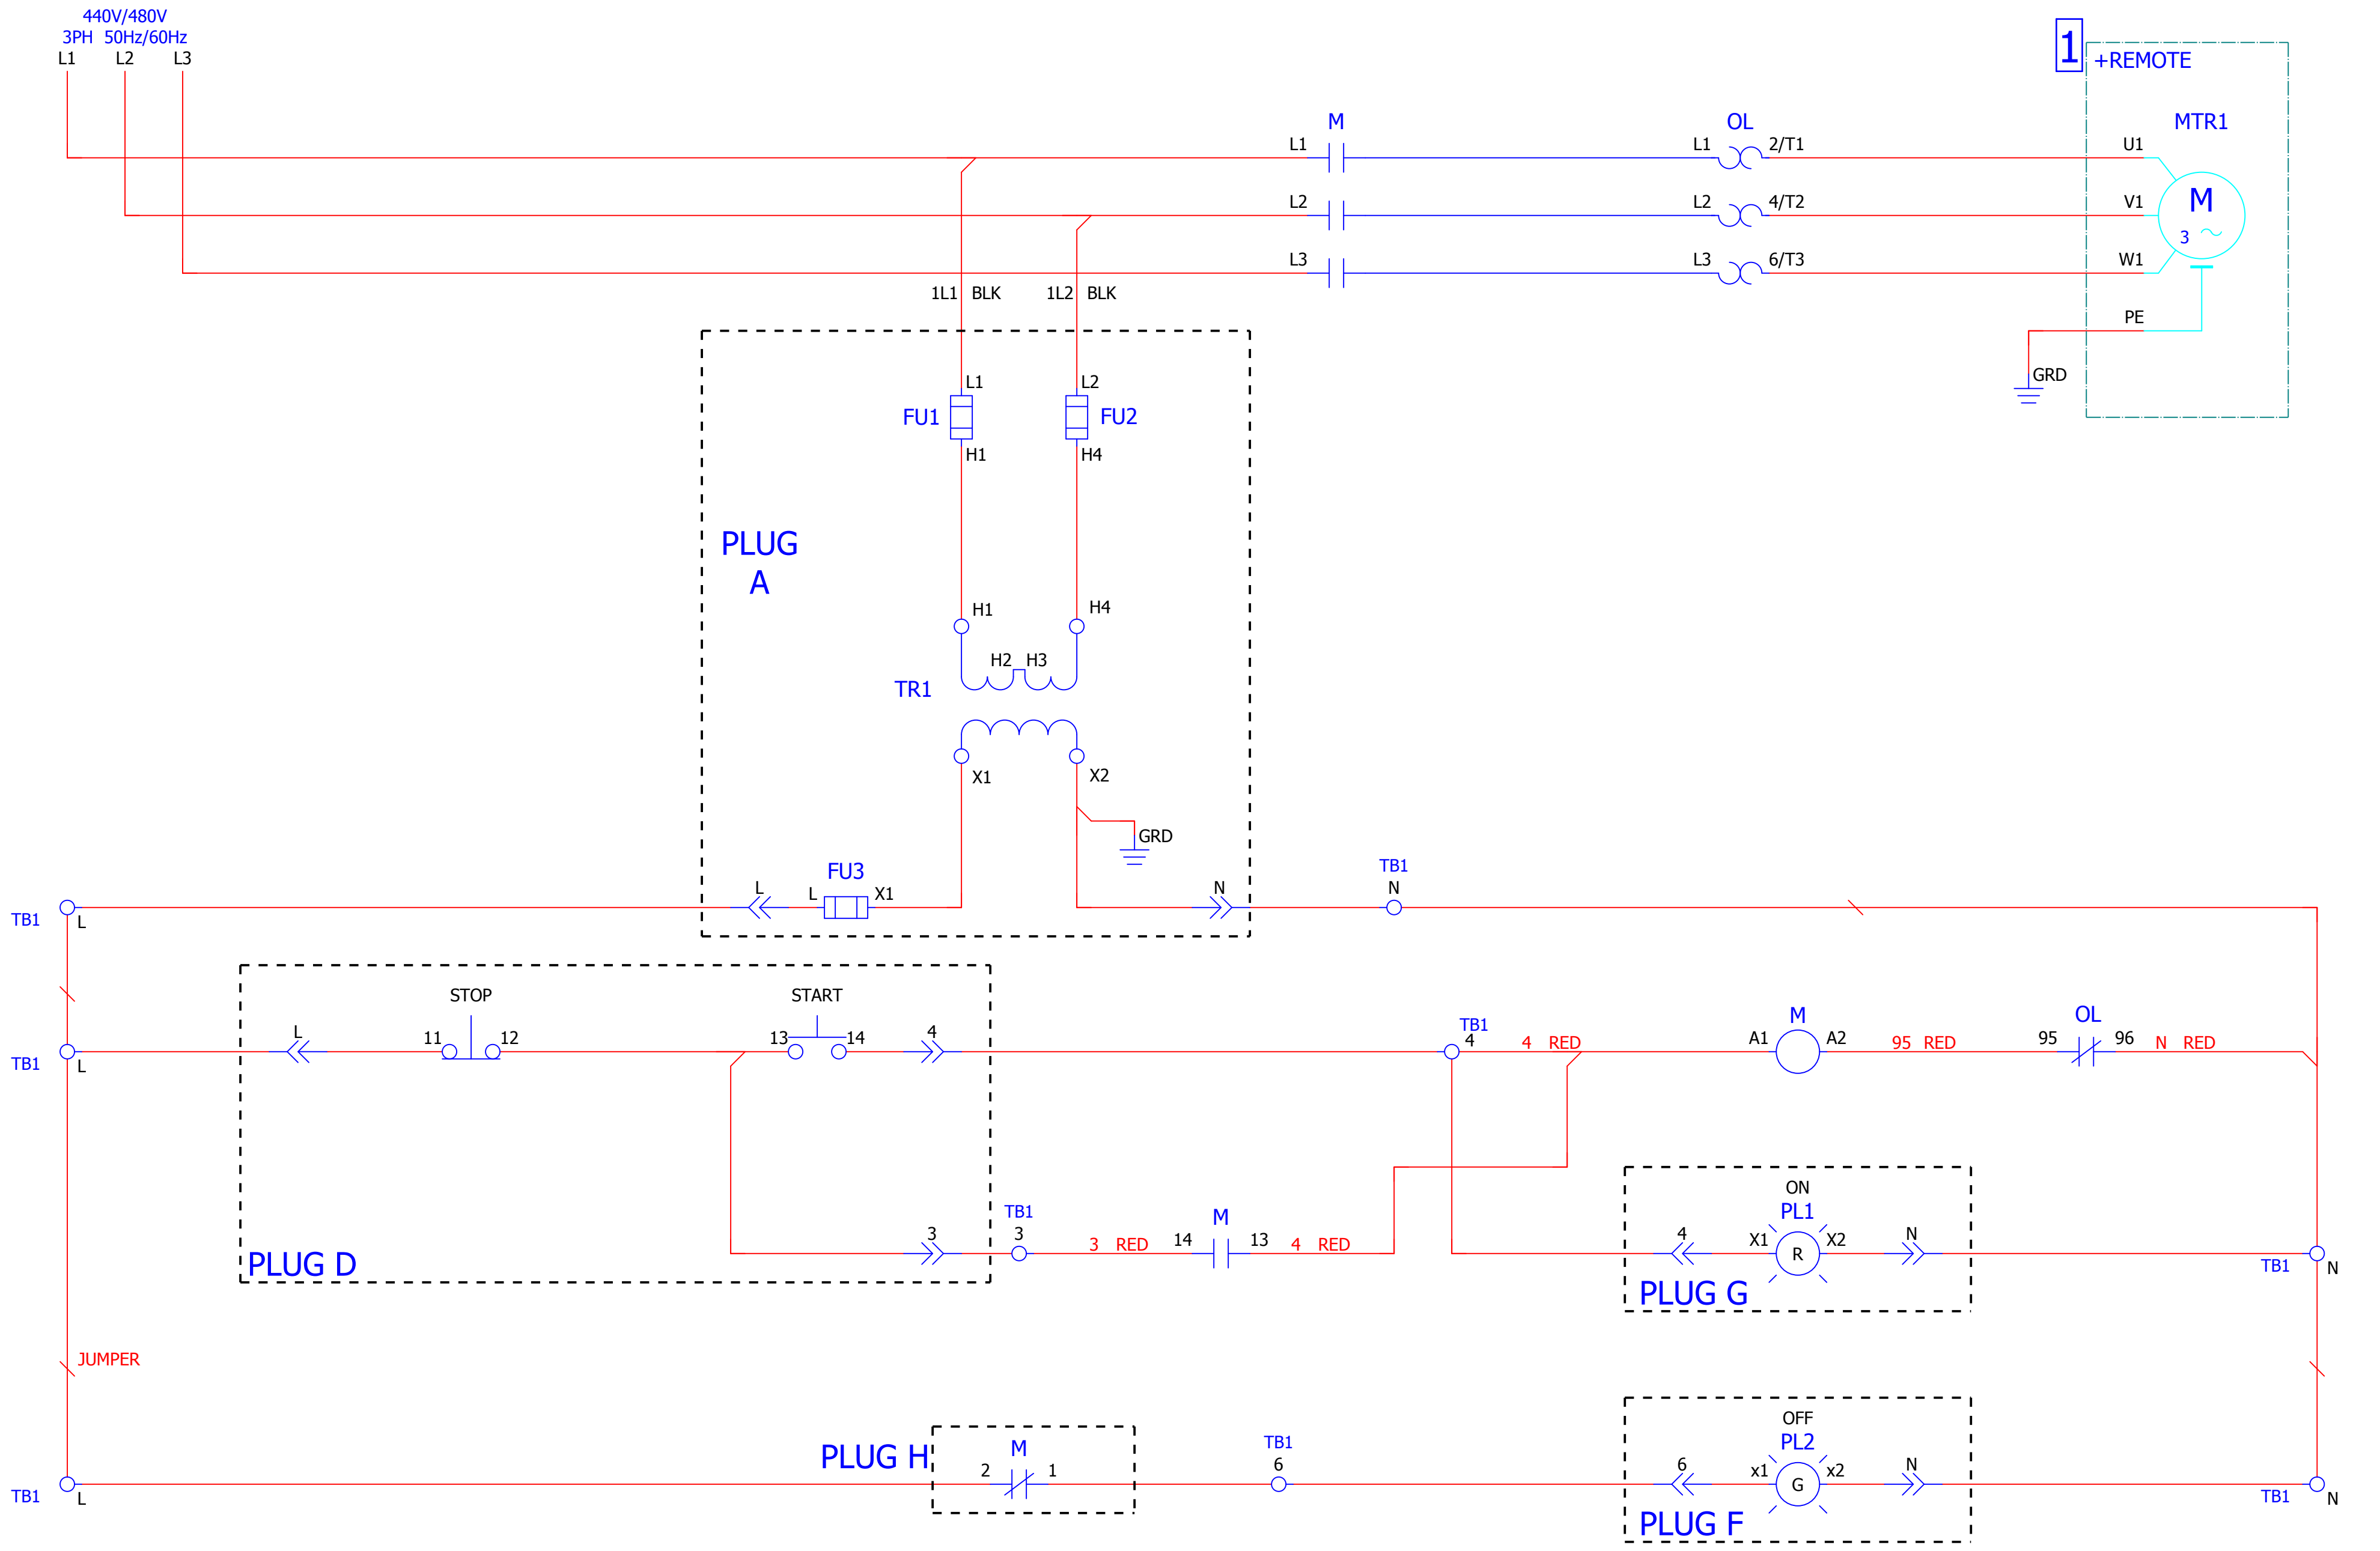 440V/480V
3PH 50Hz/60Hz
L1 L2 L3
1
+REMOTE
M OL MTR1
L1 L1 2/T1 U1
L2 L2 4/T2 V1
M
3
L3 L3 6/T3 W1
1L1 BLK 1L2 BLK
PE
GRD
L1 L2
FU1 FU2
H1 H4
PLUG
A
H1 H4
H2 H3
TR1
X1 X2
GRD
FU3
TB1
L L X1 N N
TB1 L
STOP START
TB1 M OL
L 11 12 13 14 4 4 4 RED A1 A2 95 RED 95 96 N RED
TB1 L
ON
TB1 M PL1
3 3 3 RED 14 13 4 RED 4 X1 R X2 N
PLUG D
TB1 N
PLUG G
JUMPER
OFF
PLUG H M TB1 PL2
2 1 6 6 x1 G x2 N
TB1 L
TB1 N
PLUG F